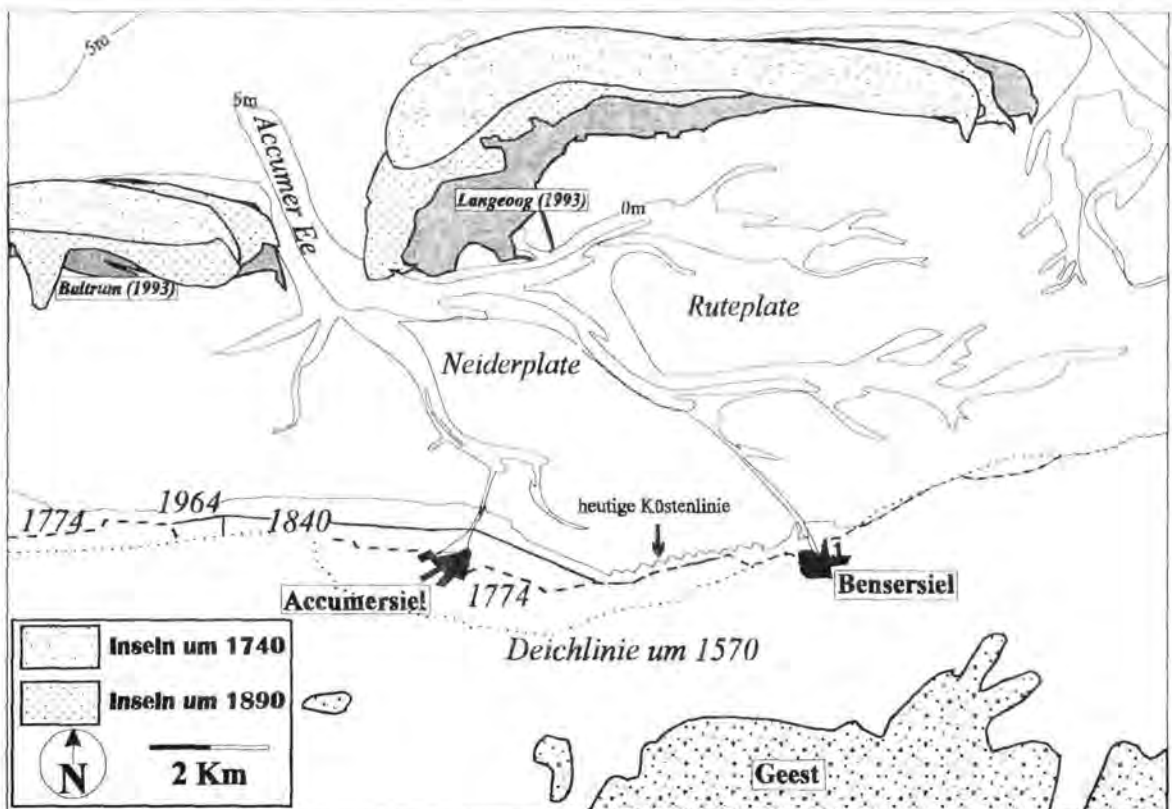 5m
5m
Accumer Ee
Langeoog (1993)
0m
Baltrum (1993)
Ruteplate
Neiderplate
1774
1964
1840
heutige Küstenlinie
Accumersiel
1774
Bensersiel
Deichlinie um 1570
Inseln um 1740
Inseln um 1890
N
2 Km
Geest